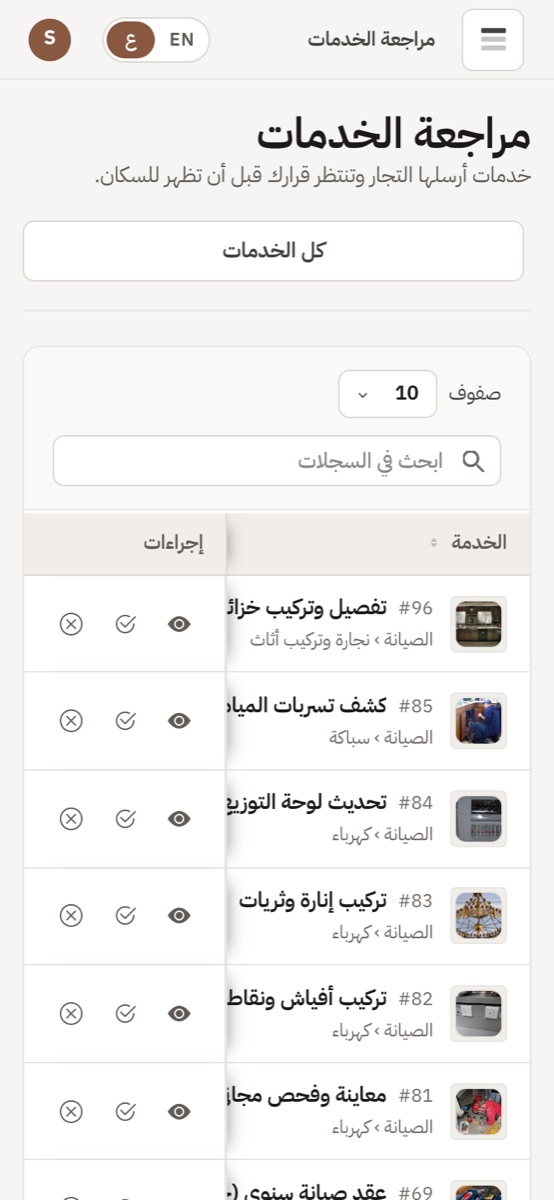 مراجعة الخدمات
EN
ع
S
مراجعة الخدمات
خدمات أرسلها التجار وتنتظر قرارك قبل أن تظهر للسكان.
كل الخدمات
صفوف 10
ابحث في السجلات
الخدمة إجراءات
#96 تفصيل وتركيب
الصيانة › نجارة وتركيب أثاث
#85 كشف تسربات
الصيانة › سباكة
#84 تحديث لوحة
الصيانة › كهرباء
#83 تركيب إنارة وثريات
الصيانة › كهرباء
#82 تركيب أفياش ونقاط
الصيانة › كهرباء
#81 معاينة وفحص
الصيانة › كهرباء
#69 عقد صيانة سنوي